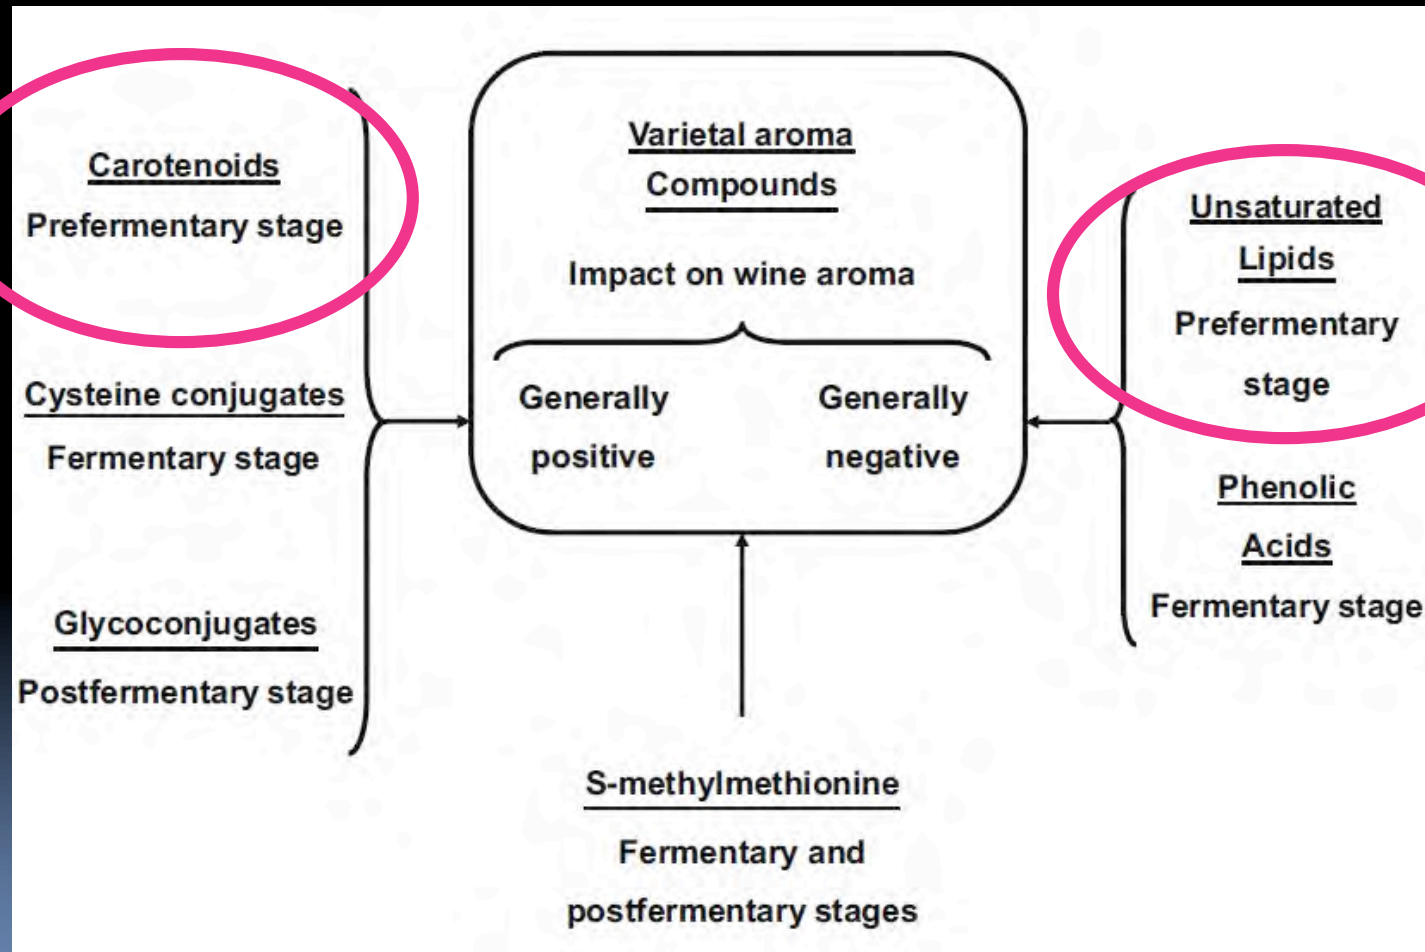 Carotenoids
Prefermentary stage
Cysteine conjugates
Fermentary stage
Glycoconjugates
Postfermentary stage
Varietal aroma
Compounds
Impact on wine aroma
Generally
positive
Generally
negative
S-methylmethionine
Fermentary and
postfermentary stages
Unsaturated
Lipids
Prefermentary
stage
Phenolic
Acids
Fermentary stage